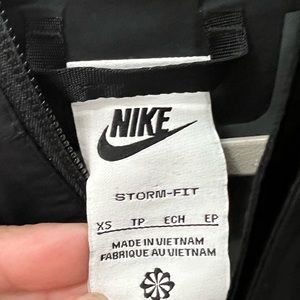 NIKE
STORM-FIT
XS TP ECH EP
MADE IN VIETNAM
FABRIQUE AU VIETNAM